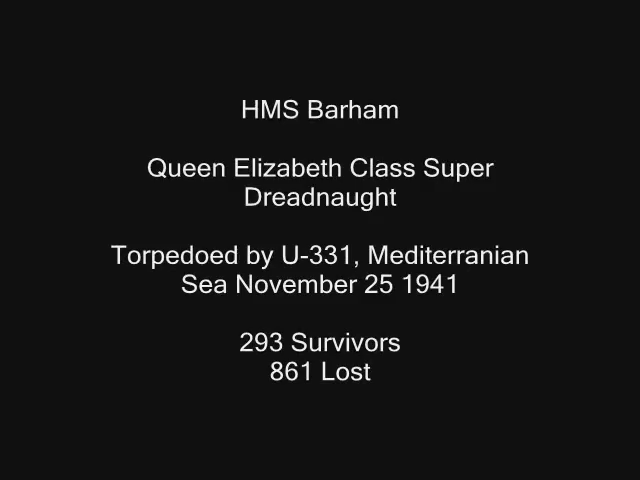 HMS Barham
Queen Elizabeth Class Super
Dreadnaught
Torpedoed by U-331, Mediterranian
Sea November 25 1941
293 Survivors
861 Lost